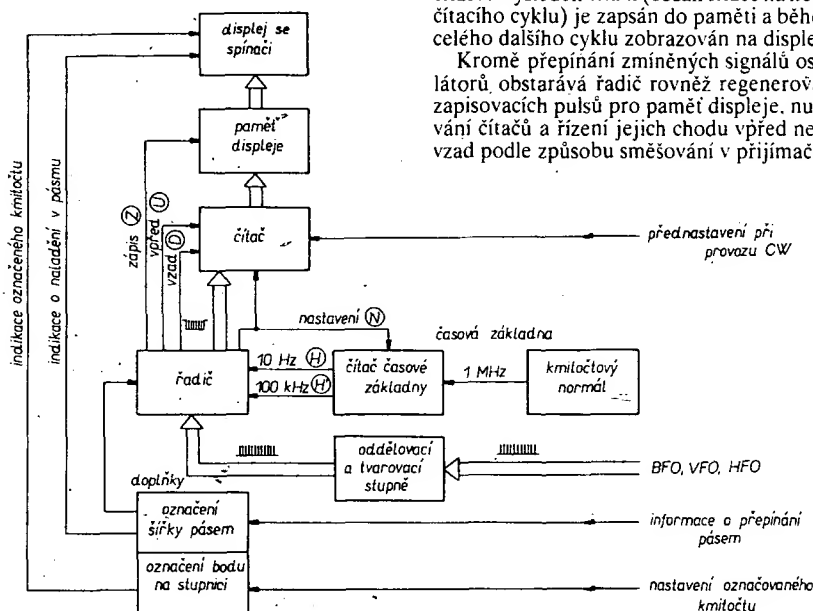 čítacího cyklu) je zapsán do paměti a běhe
celého dalšího cyklu zobrazován na disple
Kromě přepínání zmíněných signálů os
látorů obstarává řadič rovněž regenerov
zapisovacích pulsů pro paměť displeje, nu
vání čítačů a řízení jejich chodu vpřed ne
vzad podle způsobu směšování v přijímač
displej se
spínači
paměť
displeje
čítač
indikace označeného kmitočtu
indikace o naladění v pásmu
zápis Z
vpřed U
vzad D
přednastavení při
provozu CW
nastavení N
časová základna
řadič
10 Hz H
100 kHz H'
čítač časové
základny
1 MHz
kmitočtový
normál
oddělovací
a tvarovací
stupně
BFO, VFO, HFO
doplňky
označení
šířky pásem
informace o přepínání
pásem
označení bodu
na stupnici
nastavení označovaného
kmitočtu